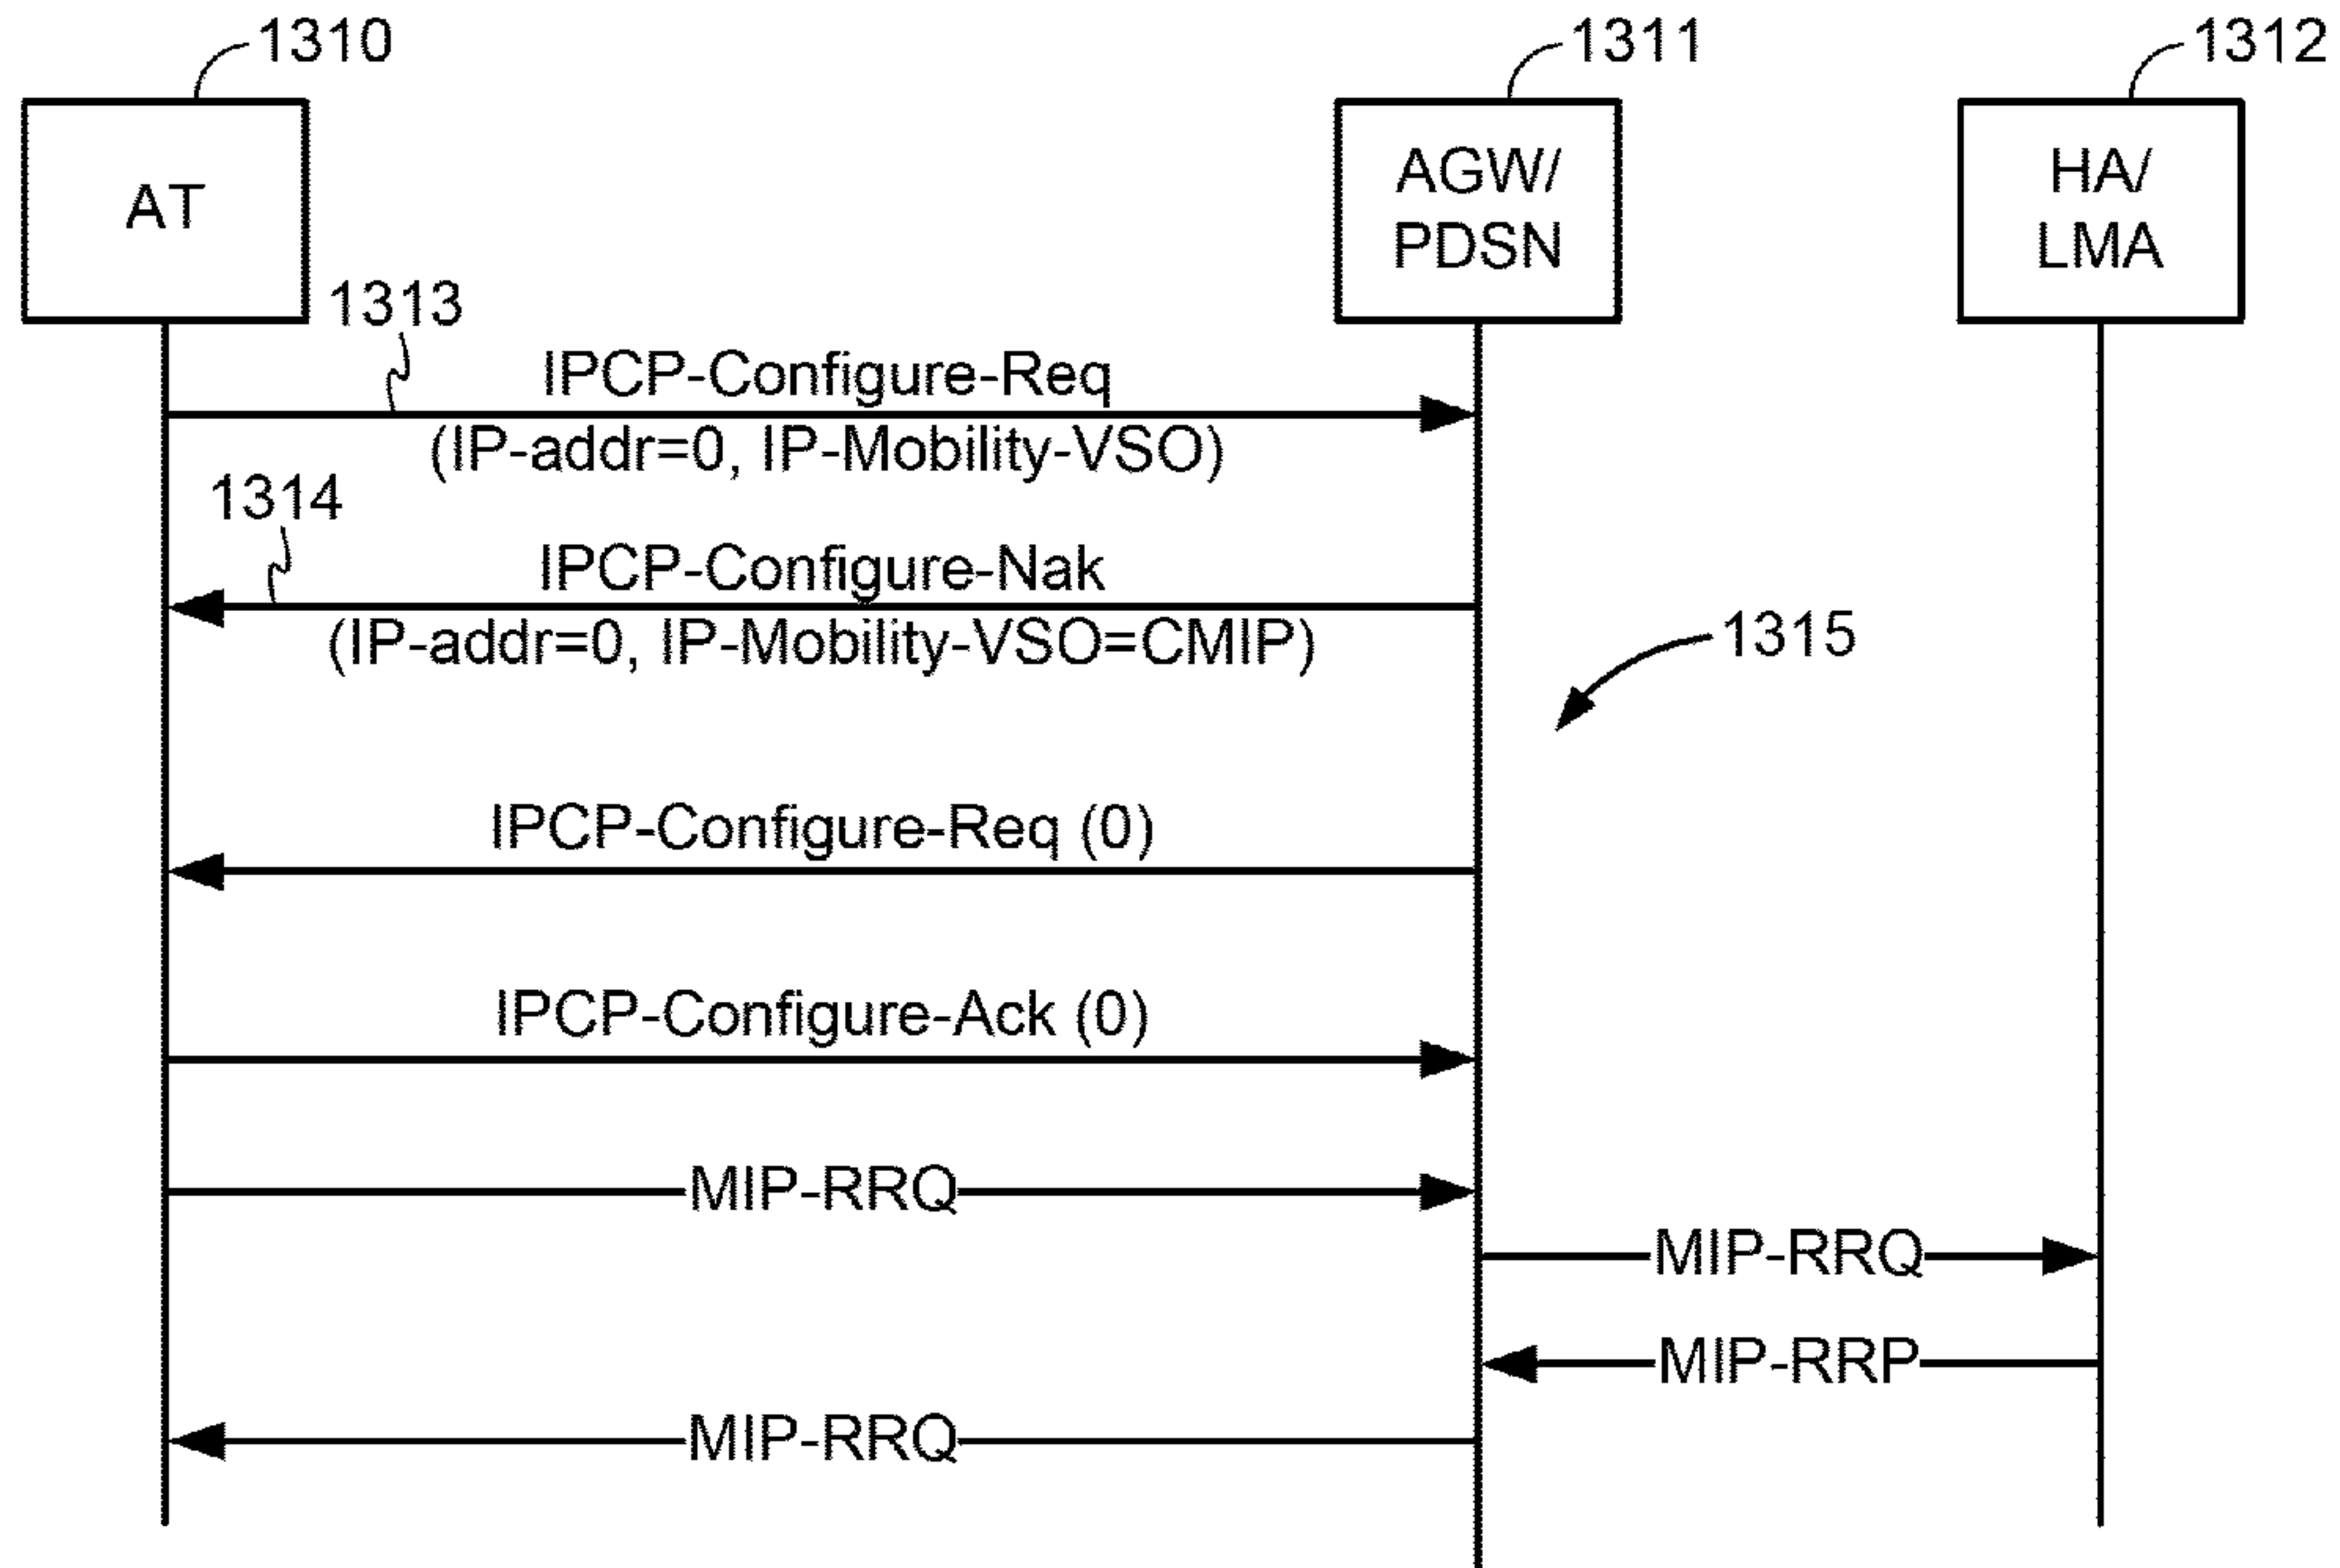 1310
1311
1312
AT
AGW/
PDSN
HA/
LMA
1313
IPCP-Configure-Req
(IP-addr=0, IP-Mobility-VSO)
1314
IPCP-Configure-Nak
(IP-addr=0, IP-Mobility-VSO=CMIP)
1315
IPCP-Configure-Req (0)
IPCP-Configure-Ack (0)
MIP-RRQ
MIP-RRQ
MIP-RRP
MIP-RRQ